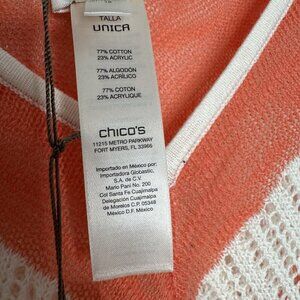 TALLA
UNICA
77% COTTON
23% ACRYLIC
77% ALGODÓN
23% ACRÍLICO
77% COTON
23% ACRYLIQUE
chico's
11215 METRO PARKWAY
FORT MYERS, FL 33966
Importado en México por:
Importadora Globastic,
S.A. de C.V.
Mario Pani No. 200
Col Santa Fe Cuajimalpa
Delegación Cuajimalpa
de Morelos C.P. 05348
México D.F. México